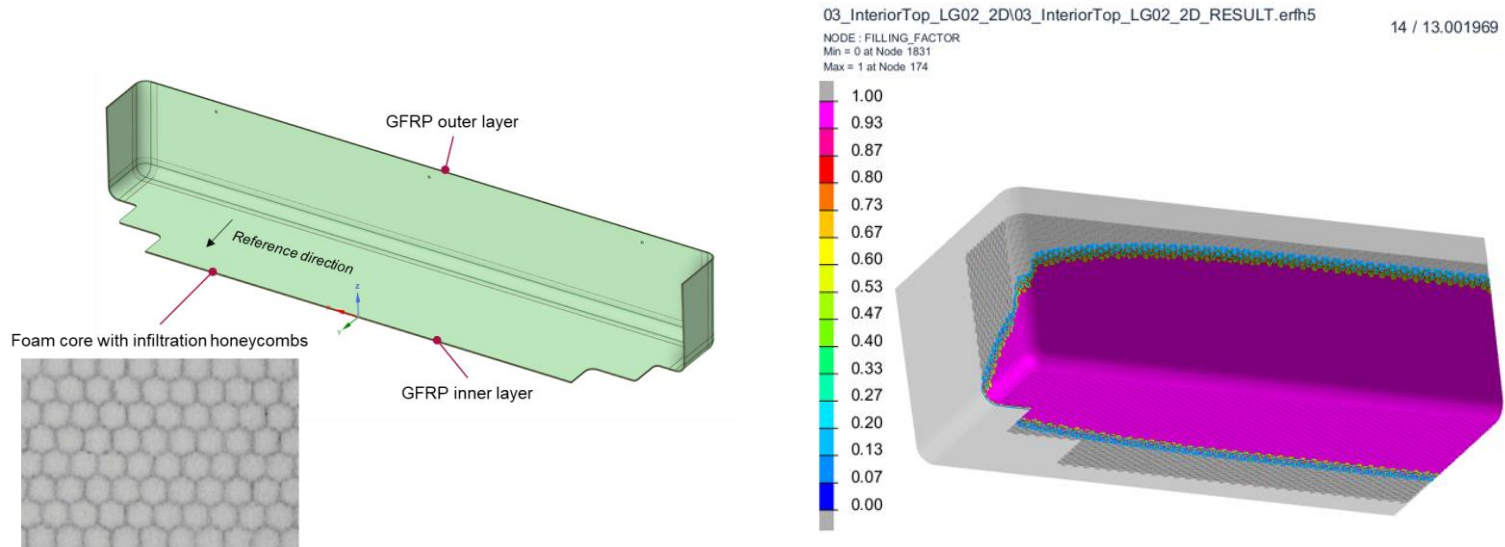 GFRP outer layer
Reference direction
Z
X
Y
Foam core with infiltration honeycombs
GFRP inner layer
03_InteriorTop_LG02_2D\03_InteriorTop_LG02_2D_RESULT.erfh5
14 / 13.001969
NODE : FILLING_FACTOR
Min = 0 at Node 1831
Max = 1 at Node 174
1.00
0.93
0.87
0.80
0.73
0.67
0.60
0.53
0.47
0.40
0.33
0.27
0.20
0.13
0.07
0.00